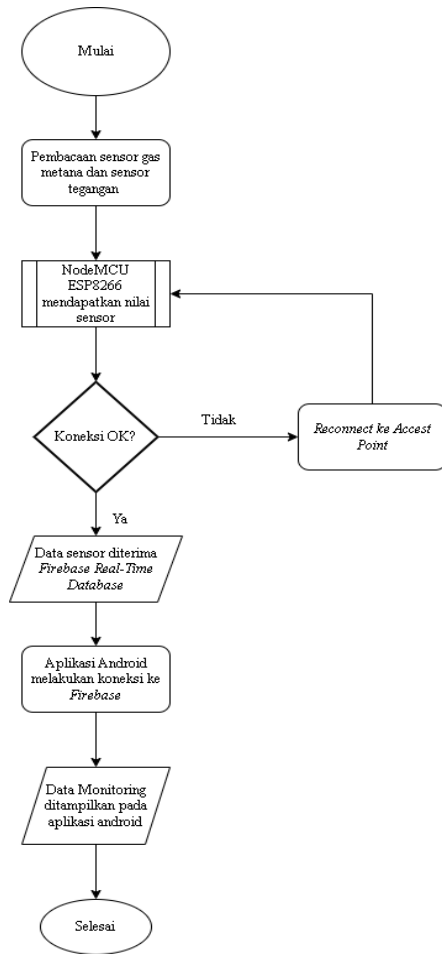 Mulai
Pembacaan sensor gas
metana dan sensor
tegangan
NodeMCU
ESP8266
mendapatkan nilai
sensor
Koneksi OK?
Tidak
Reconnect ke Accest
Point
Ya
Data sensor diterima
Firebase Real-Time
Database
Aplikasi Android
melakukan koneksi ke
Firebase
Data Monitoring
ditampilkan pada
aplikasi android
Selesai